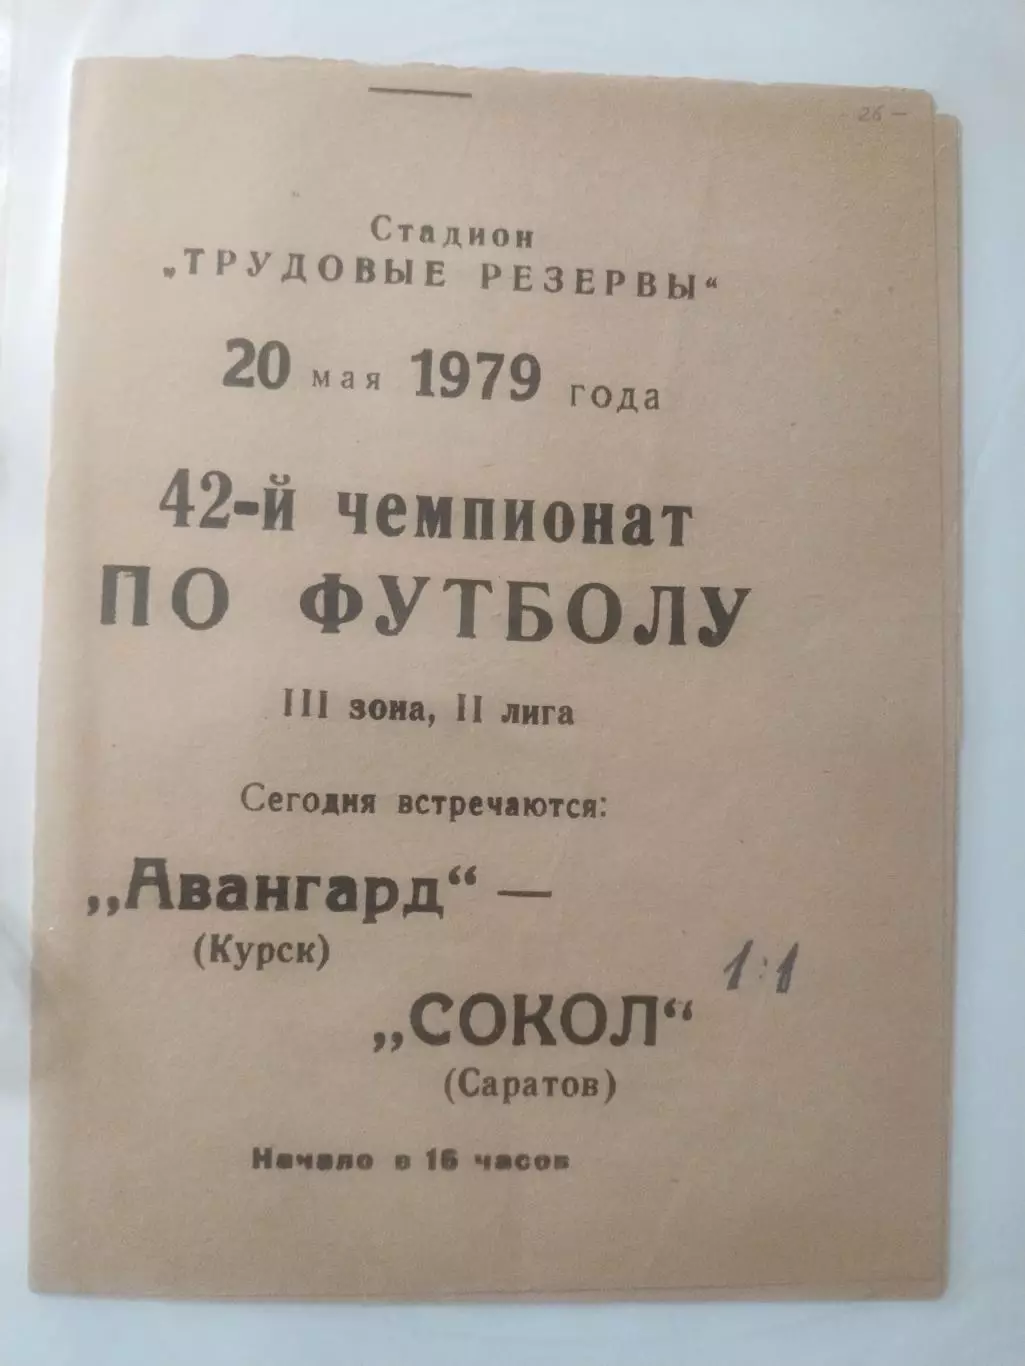 26 —
Стадион
„ТРУДОВЫЕ РЕЗЕРВЫ“
20 мая 1979 года
42-й чемпионат
ПО ФУТБОЛУ
III зона, II лига
Сегодня встречаются:
„Авангард“ —
(Курск)
1:1
„СОКОЛ“
(Саратов)
Начало в 16 часов